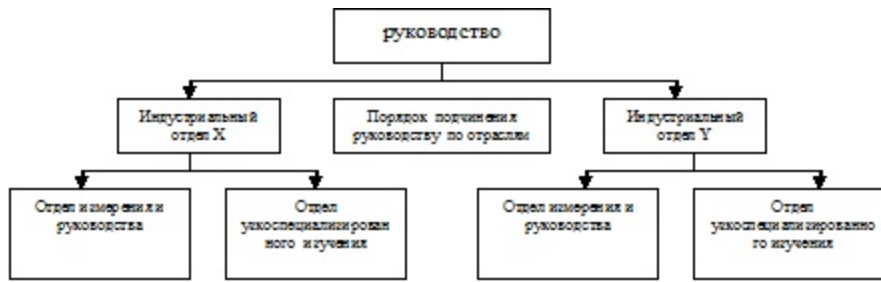 руководство
Индустриальный
отдел X
Порядок подчинения
руководству по отраслям
Индустриальный
отдел Y
Отдел измерения и
руководства
Отдел
узкоспециализирован
ного изучения
Отдел измерения и
руководства
Отдел
узкоспециализированно
го изучения